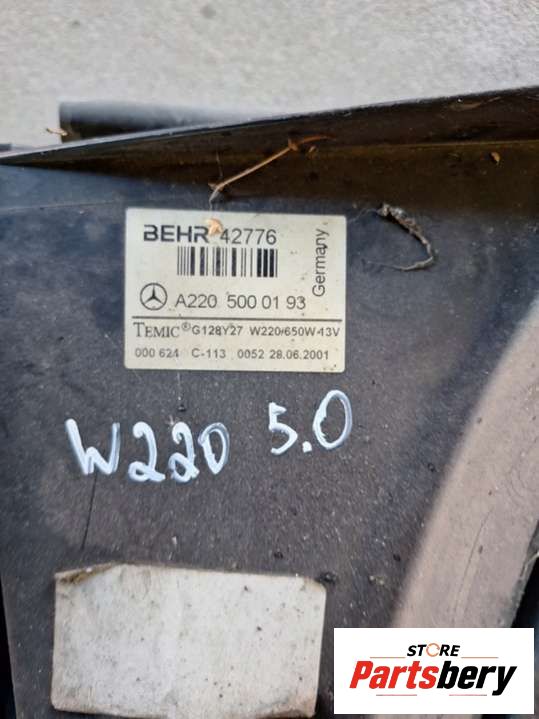 BEHR 42776
Germany
A220 500 01 93
TEMIC® G128Y27 W220/650W-13V
000 624 C-113 0052 28.06.2001
W220 5.0
STORE
Partsbery